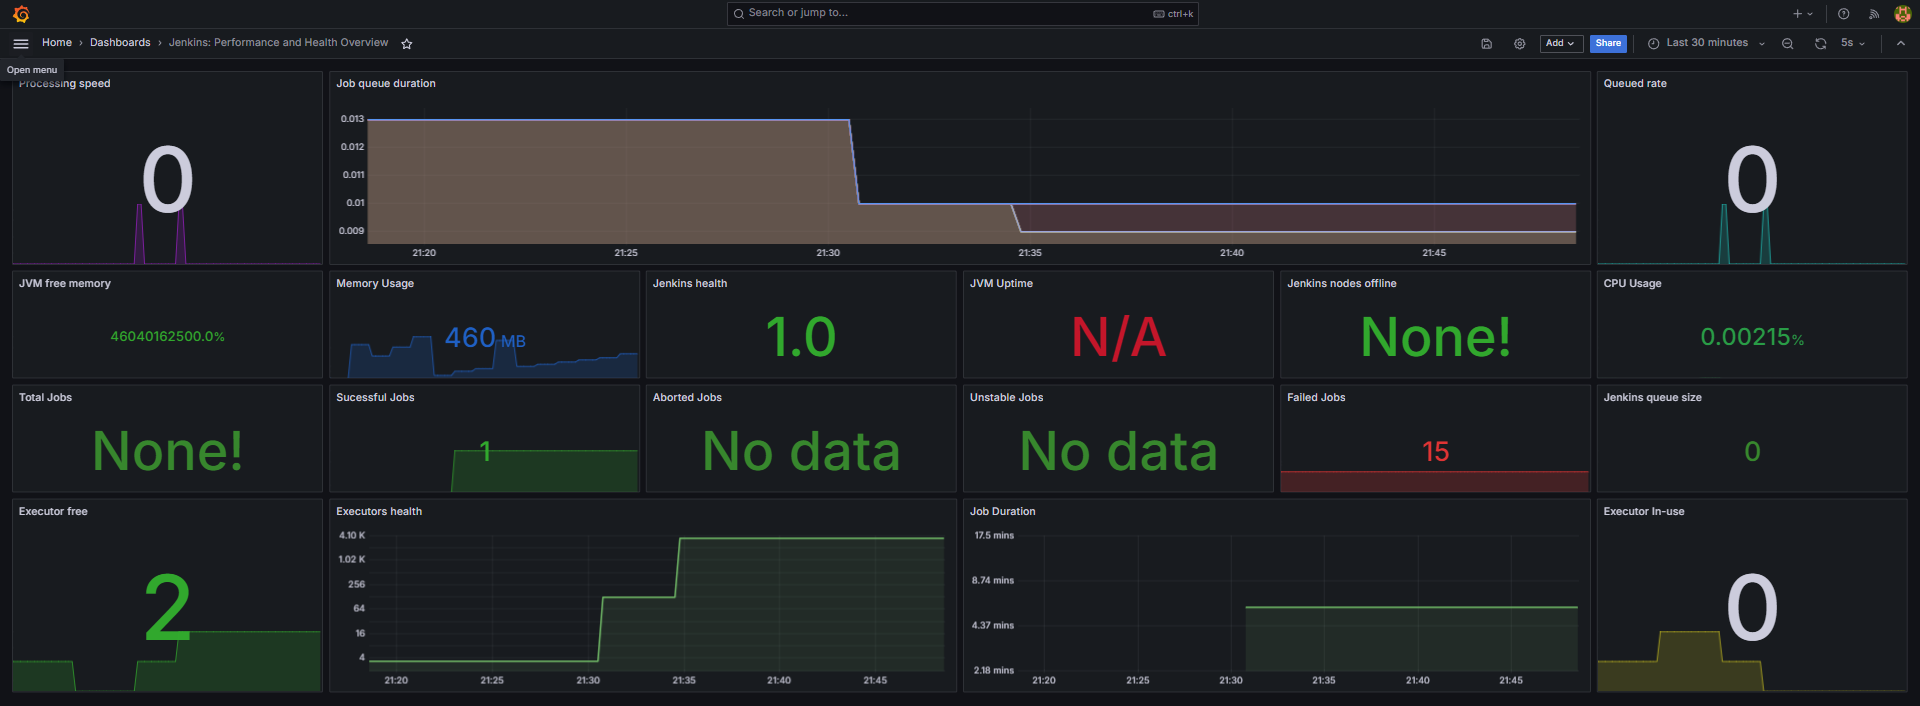 Search or jump to...
ctrl+k
Home › Dashboards › Jenkins: Performance and Health Overview
Add
Share
Last 30 minutes
5s
Open menu
Processing speed
0
Job queue duration
0.013
0.012
0.011
0.01
0.009
21:20 21:25 21:30 21:35 21:40 21:45
Queued rate
0
JVM free memory
46040162500.0%
Memory Usage
460 MB
Jenkins health
1.0
JVM Uptime
N/A
Jenkins nodes offline
None!
CPU Usage
0.00215%
Total Jobs
None!
Sucessful Jobs
1
Aborted Jobs
No data
Unstable Jobs
No data
Failed Jobs
15
Jenkins queue size
0
Executor free
2
Executors health
4.10 K
1.02 K
256
64
16
4
21:20 21:25 21:30 21:35 21:40 21:45
Job Duration
17.5 mins
8.74 mins
4.37 mins
2.18 mins
21:20 21:25 21:30 21:35 21:40 21:45
Executor In-use
0